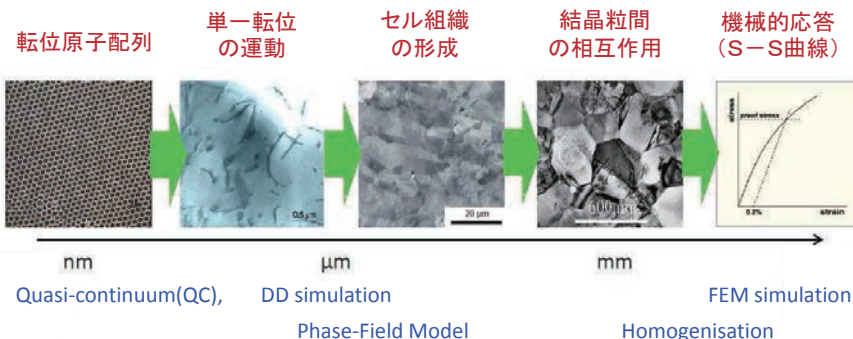 転位原子配列
単一転位
の運動
セル組織
の形成
結晶粒間
の相互作用
機械的応答
（S－S曲線）
0.5μm
20 μm
600 nm
stress
proof stress
0.2%
strain
nm
μm
mm
Quasi-continuum(QC),
DD simulation
FEM simulation
Phase-Field Model
Homogenisation